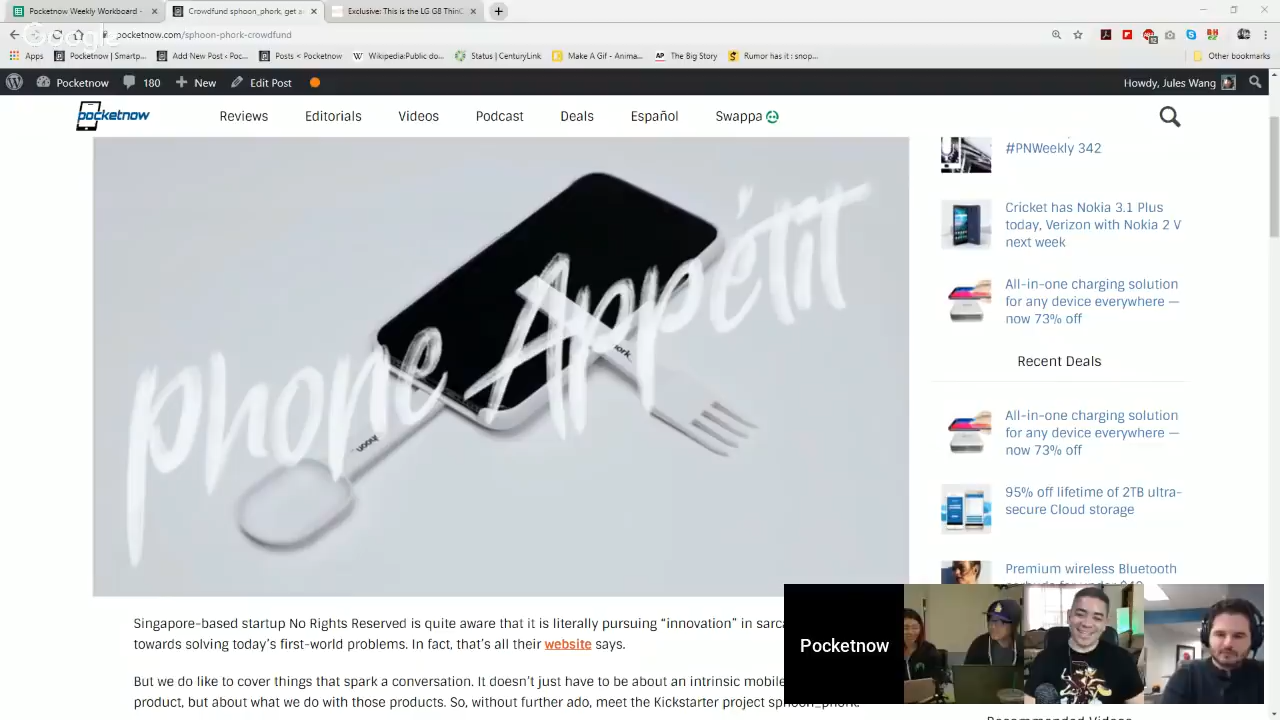 Pocketnow Weekly Workboard -
Crowdfund sphoon_phork, get a
Exclusive: This is the LG G8 ThinQ
pocketnow.com/sphoon-phork-crowdfund
Apps
Pocketnow | Smartp...
Add New Post ‹ Poc...
Posts ‹ Pocketnow
Wikipedia:Public do...
Status | CenturyLink
Make A Gif - Anima...
AP The Big Story
Rumor has it : snop...
Other bookmarks
Pocketnow
180
New
Edit Post
Howdy, Jules Wang
pocketnow
Reviews
Editorials
Videos
Podcast
Deals
Español
Swappa
#PNWeekly 342
Cricket has Nokia 3.1 Plus
today, Verizon with Nokia 2 V
next week
All-in-one charging solution
for any device everywhere —
now 73% off
Recent Deals
All-in-one charging solution
for any device everywhere —
now 73% off
95% off lifetime of 2TB ultra-
secure Cloud storage
Premium wireless Bluetooth
phone Appétit
Singapore-based startup No Rights Reserved is quite aware that it is literally pursuing "innovation" in
towards solving today's first-world problems. In fact, that's all their website says.
But we do like to cover things that spark a conversation. It doesn't just have to be about an intrinsic mobile
product, but about what we do with those products. So, without further ado, meet the Kickstarter project sphoon_phork.
Pocketnow